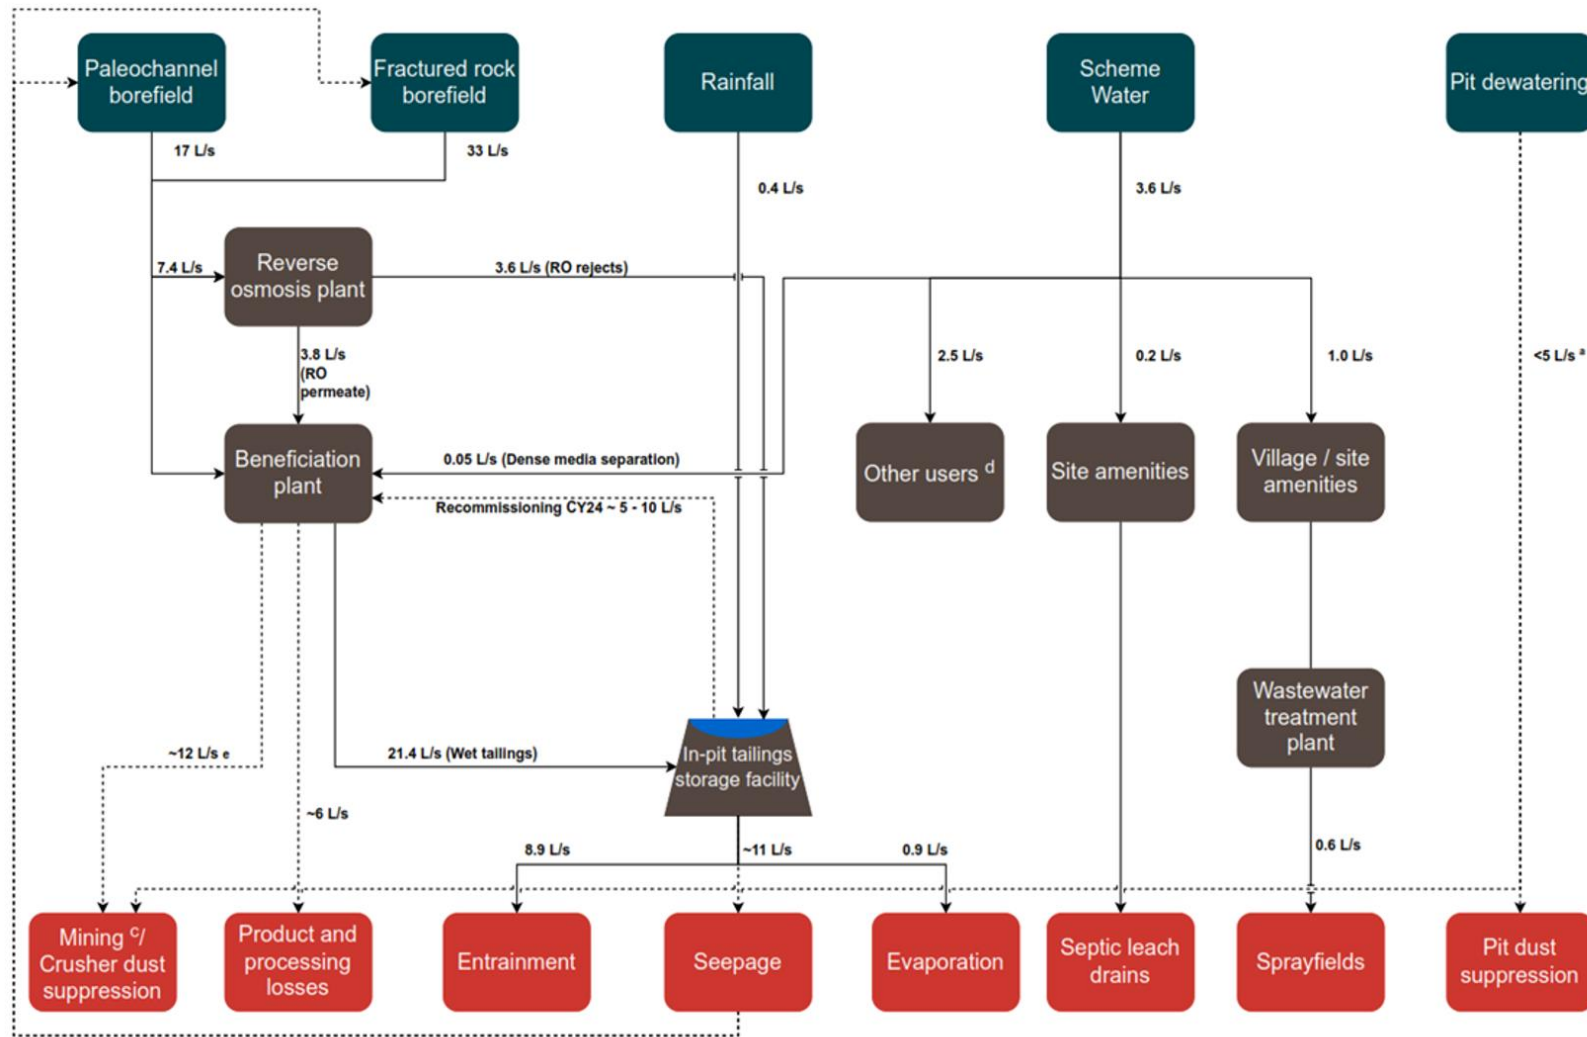 Paleochannel
borefield
Fractured rock
borefield
Rainfall
Scheme
Water
Pit dewatering
17 L/s
33 L/s
0.4 L/s
3.6 L/s
Reverse
osmosis plant
7.4 L/s
3.6 L/s (RO rejects)
3.8 L/s
(RO
permeate)
2.5 L/s
0.2 L/s
1.0 L/s
<5 L/s a
Beneficiation
plant
0.05 L/s (Dense media separation)
Recommissioning CY24 ~ 5 - 10 L/s
Other users d
Site amenities
Village / site
amenities
Wastewater
treatment
plant
~12 L/s e
21.4 L/s (Wet tailings)
In-pit tailings
storage facility
~6 L/s
8.9 L/s
~11 L/s
0.9 L/s
0.6 L/s
Mining c/
Crusher dust
suppression
Product and
processing
losses
Entrainment
Seepage
Evaporation
Septic leach
drains
Sprayfields
Pit dust
suppression